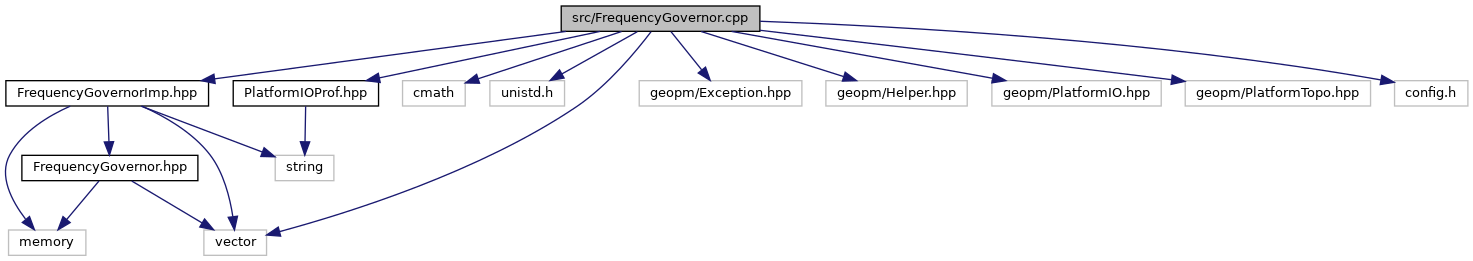 src/FrequencyGovernor.cpp
FrequencyGovernorImp.hpp
PlatformIOProf.hpp
cmath
unistd.h
geopm/Exception.hpp
geopm/Helper.hpp
geopm/PlatformIO.hpp
geopm/PlatformTopo.hpp
config.h
FrequencyGovernor.hpp
string
memory
vector